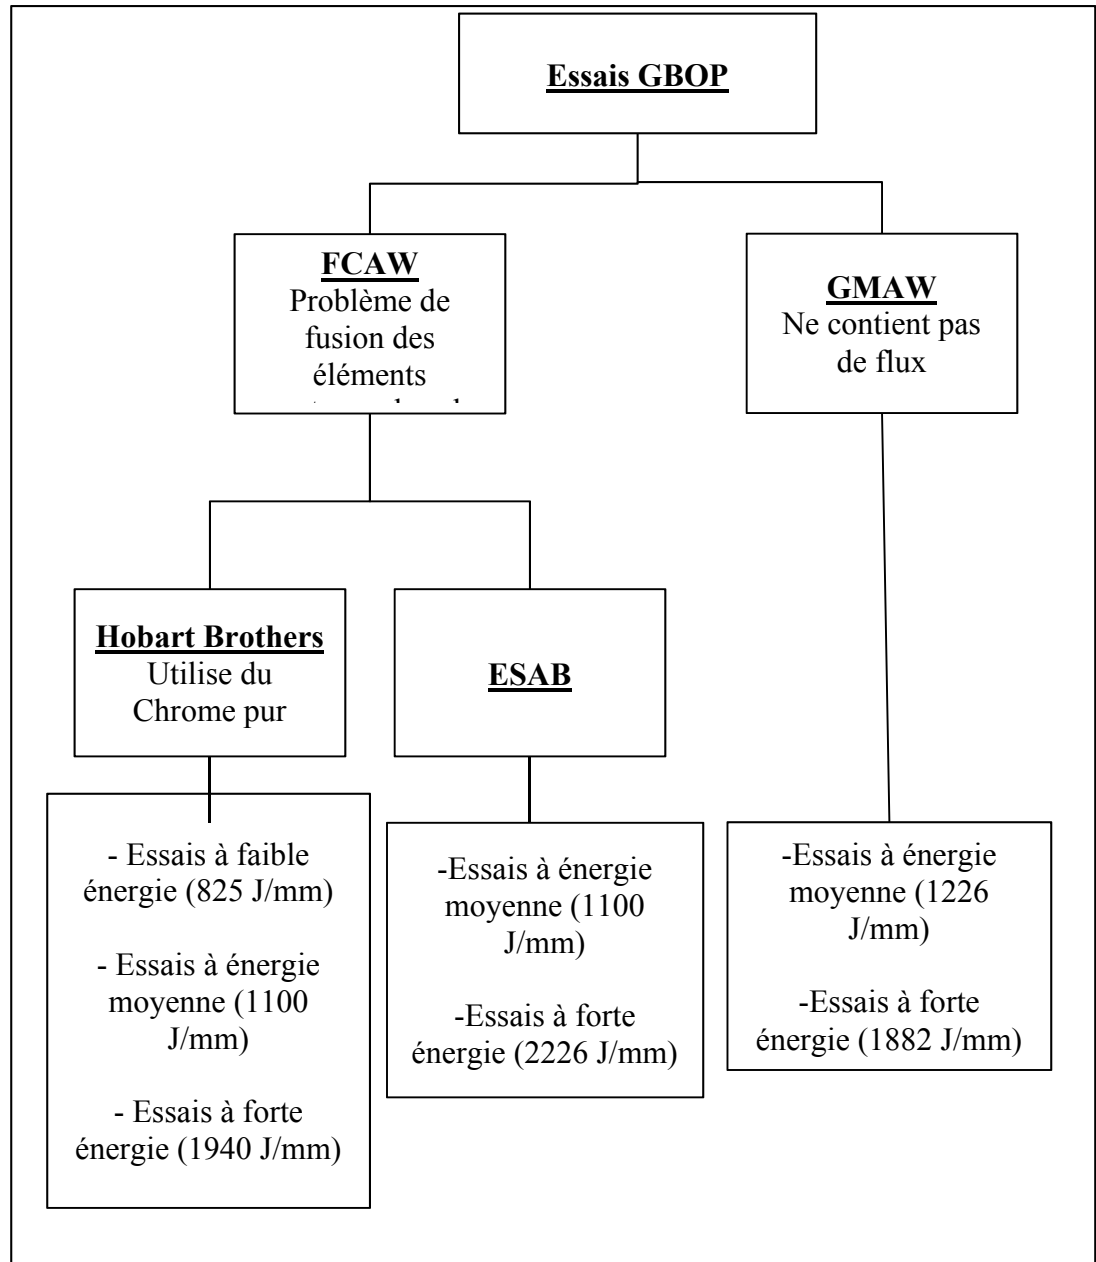 Essais GBOP
FCAW
Problème de
fusion des
éléments
GMAW
Ne contient pas
de flux
Hobart Brothers
Utilise du
Chrome pur
ESAB
- Essais à faible
énergie (825 J/mm)
- Essais à énergie
moyenne (1100
J/mm)
- Essais à forte
énergie (1940 J/mm)
-Essais à énergie
moyenne (1100
J/mm)
-Essais à forte
énergie (2226 J/mm)
-Essais à énergie
moyenne (1226
J/mm)
-Essais à forte
énergie (1882 J/mm)